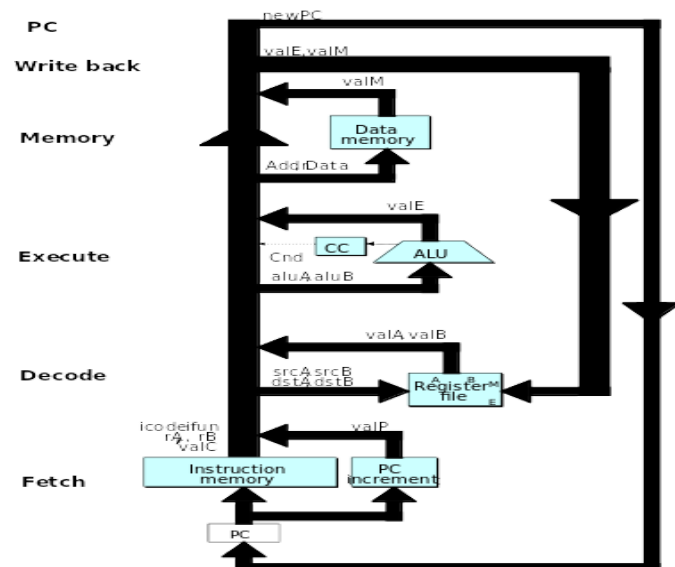 newPC
PC
valE,valM
Write back
valM
Data
memory
Memory
Addr,Data
valE
CC
ALU
Execute
Cnd
aluA,aluB
valA,valB
Decode
srcA,srcB
dstA,dstB
A B M
Register
file
E
icodeifun
rA, rB
valC
valP
Fetch
Instruction
memory
PC
increment
PC